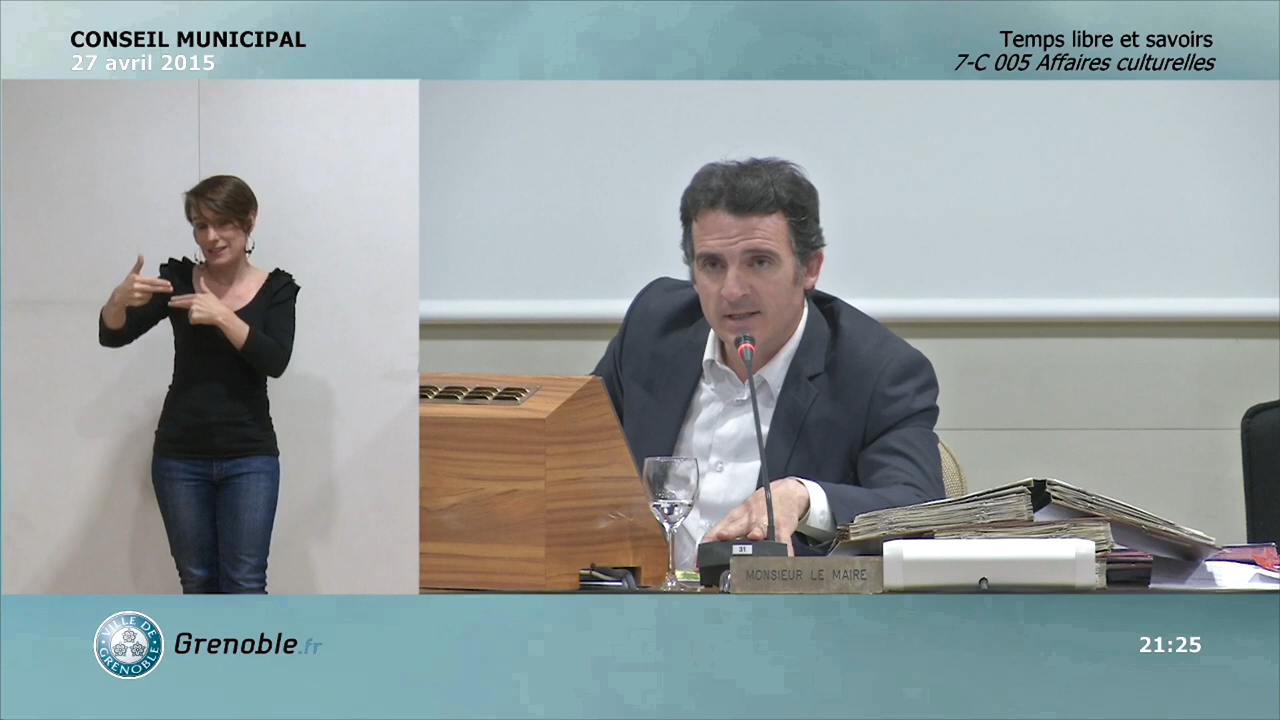 CONSEIL MUNICIPAL
27 avril 2015
Temps libre et savoirs
7-C 005 Affaires culturelles
31
MONSIEUR LE MAIRE
VILLE DE GRENOBLE
Grenoble.fr
21:25